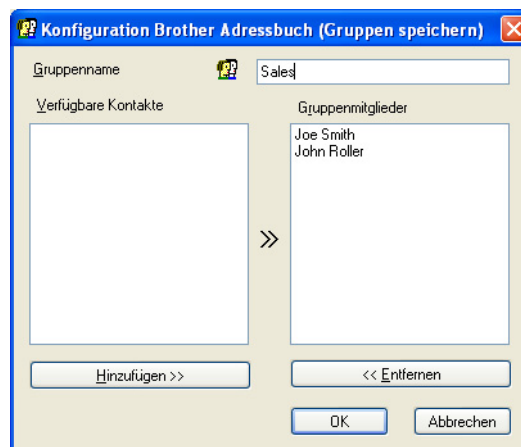 Konfiguration Brother Adressbuch (Gruppen speichern)
Gruppenname
Sales
Verfügbare Kontakte
Gruppenmitglieder
Joe Smith
John Roller
Hinzufügen >>
<< Entfernen
OK
Abbrechen